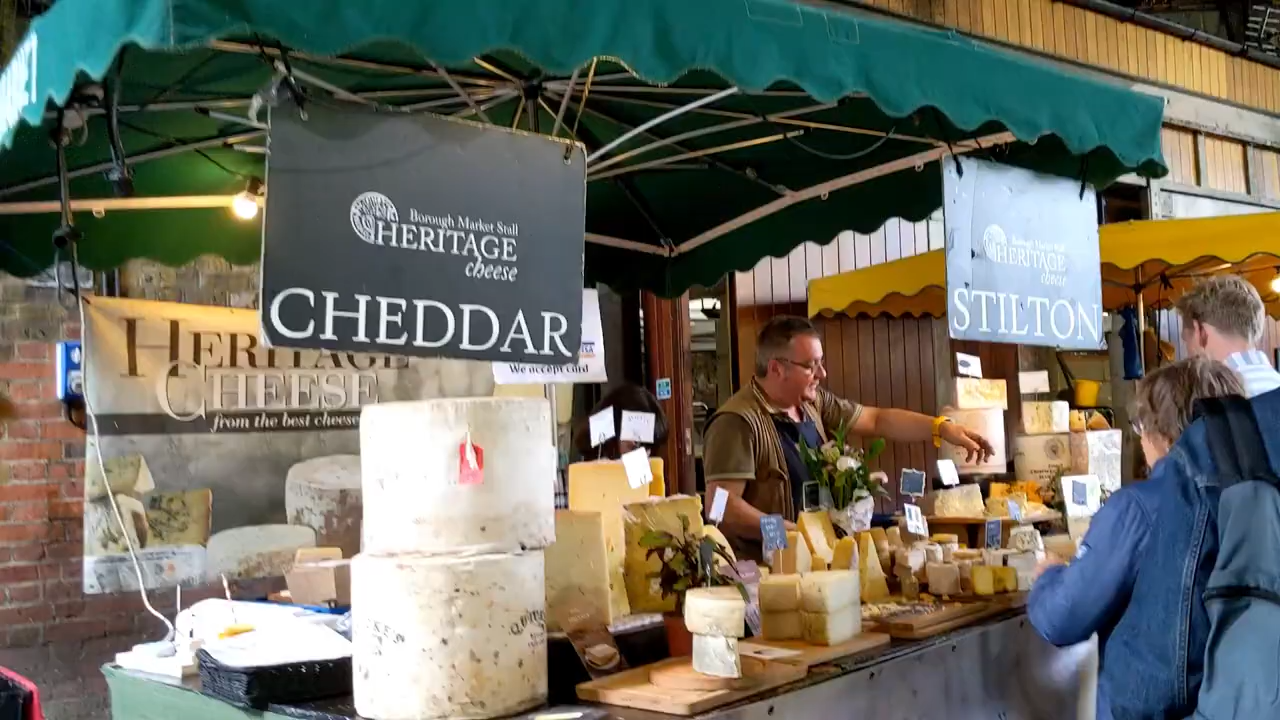 Borough Market Stall
HERITAGE
cheese
CHEDDAR
Borough Market Stall
HERITAGE
cheese
STILTON
HERITAGE
CHEESE
from the best cheese
We accept card